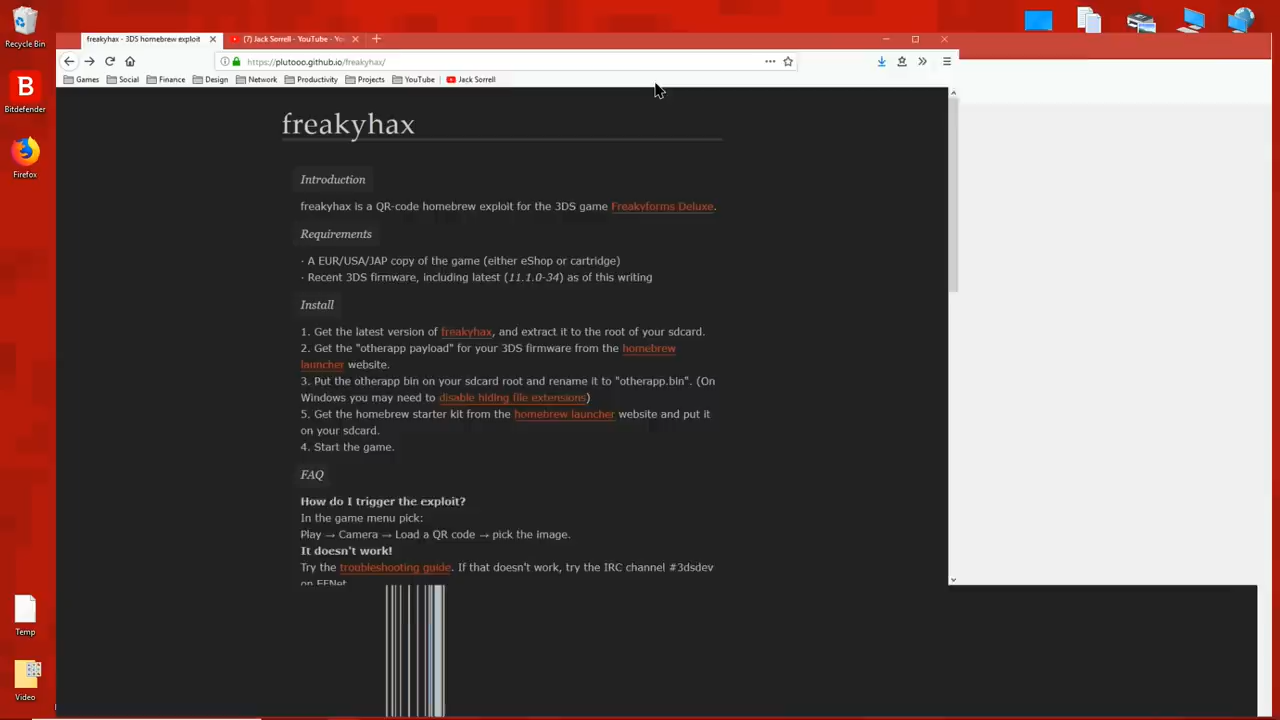 Recycle Bin
B
Bitdefender
Firefox
Temp
Video
freakyhax - 3DS homebrew exploit
(7) Jack Sorrell - YouTube - Yo
https://plutooo.github.io/freakyhax/
Games
Social
Finance
Design
Network
Productivity
Projects
YouTube
Jack Sorrell
freakyhax
Introduction
freakyhax is a QR-code homebrew exploit for the 3DS game Freakyforms Deluxe.
Requirements
· A EUR/USA/JAP copy of the game (either eShop or cartridge)
· Recent 3DS firmware, including latest (11.1.0-34) as of this writing
Install
1. Get the latest version of freakyhax, and extract it to the root of your sdcard.
2. Get the "otherapp payload" for your 3DS firmware from the homebrew
launcher website.
3. Put the otherapp bin on your sdcard root and rename it to "otherapp.bin". (On
Windows you may need to disable hiding file extensions)
5. Get the homebrew starter kit from the homebrew launcher website and put it
on your sdcard.
4. Start the game.
FAQ
How do I trigger the exploit?
In the game menu pick:
Play → Camera → Load a QR code → pick the image.
It doesn't work!
Try the troubleshooting guide. If that doesn't work, try the IRC channel #3dsdev
on EFNet